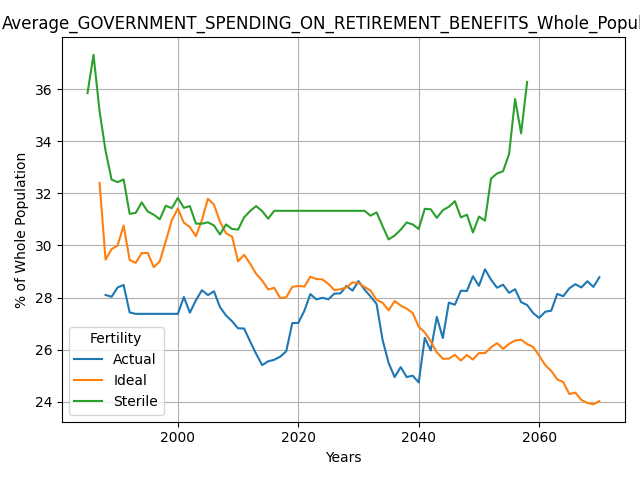 Average_GOVERNMENT_SPENDING_ON_RETIREMENT_BENEFITS_Whole_Popul
36
34
32
30
28
26
24
% of Whole Population
Fertility
Actual
Ideal
Sterile
2000 2020 2040 2060
Years